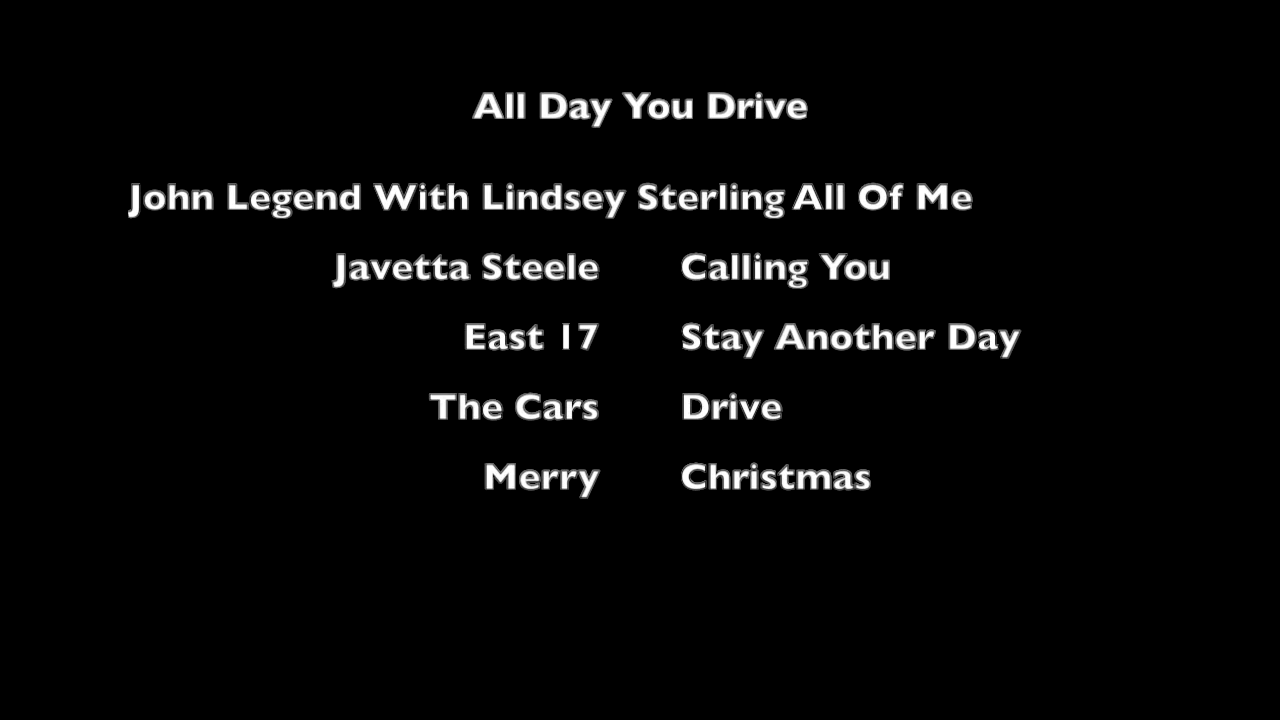 All Day You Drive
John Legend With Lindsey Sterling All Of Me
Javetta Steele Calling You
East 17 Stay Another Day
The Cars Drive
Merry Christmas